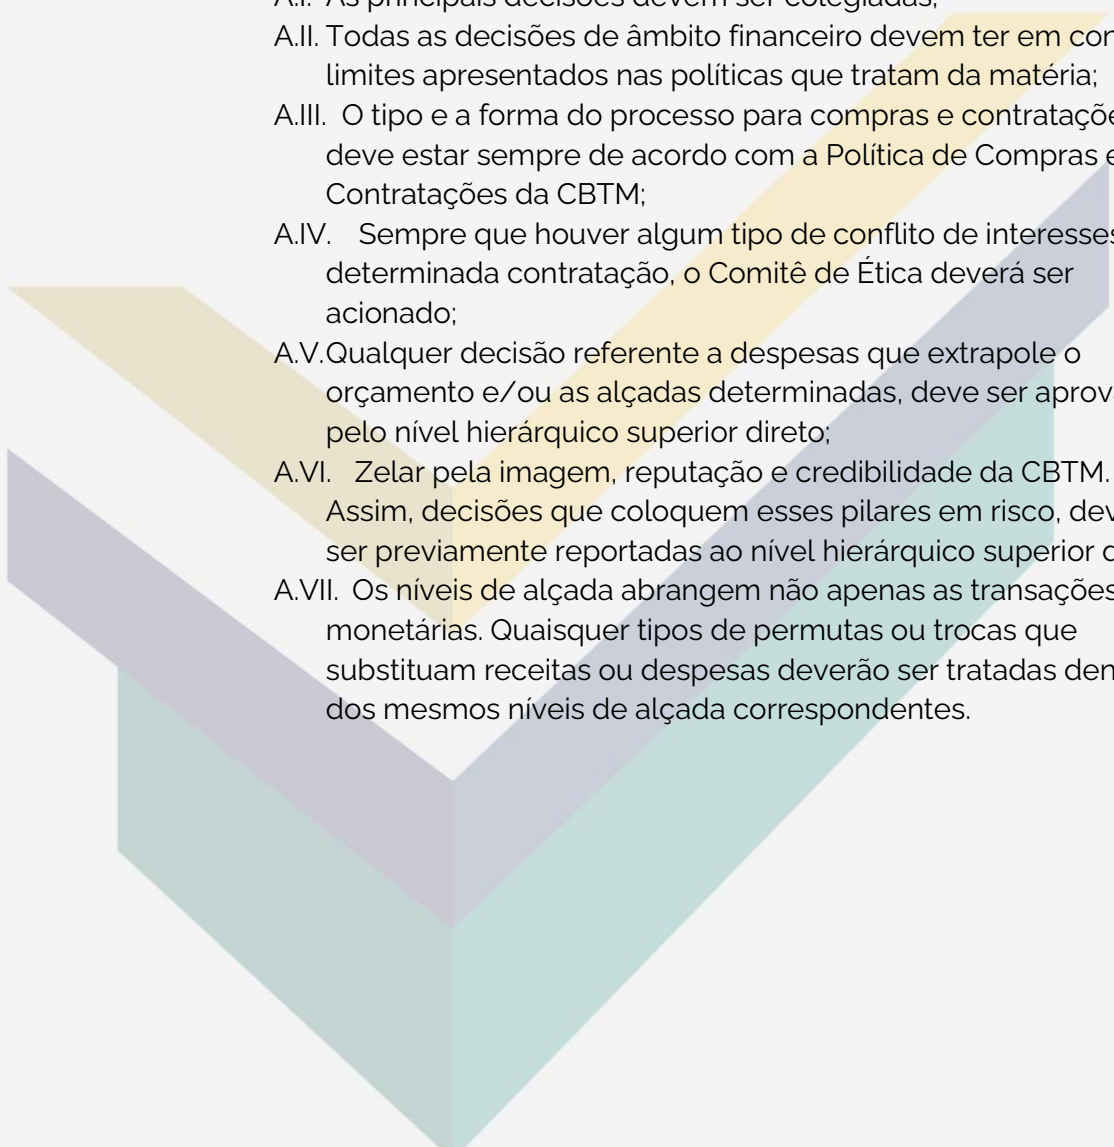 A.I. As principais decisões devem ser colegiadas;
A.II. Todas as decisões de âmbito financeiro devem ter em
limites apresentados nas políticas que tratam da matéria;
A.III. O tipo e a forma do processo para compras e
deve estar sempre de acordo com a Política de Compras e
Contratações da CBTM;
A.IV. Sempre que houver algum tipo de conflito de interesses
determinada contratação, o Comitê de Ética deverá ser
acionado;
A.V.Qualquer decisão referente a despesas que extrapole o
orçamento e/ou as alçadas determinadas, deve ser
pelo nível hierárquico superior direto;
A.VI. Zelar pela imagem, reputação e credibilidade da CBTM.
Assim, decisões que coloquem esses pilares em risco,
ser previamente reportadas ao nível hierárquico superior
A.VII. Os níveis de alçada abrangem não apenas as transações
monetárias. Quaisquer tipos de permutas ou trocas que
substituam receitas ou despesas deverão ser tratadas
dos mesmos níveis de alçada correspondentes.